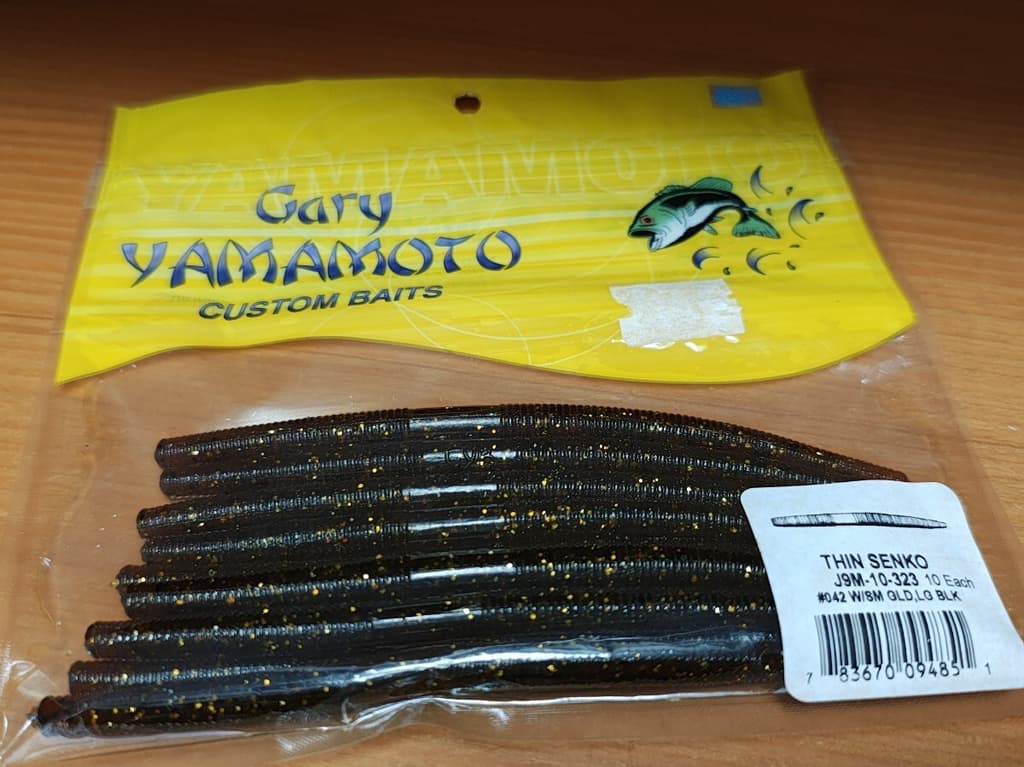 YAMAMOTO
Gary
YAMAMOTO
CUSTOM BAITS
THIN SENKO
J9M-10-323 10 Each
#042 W/SM GLD,LG BLK
7 83670 09485 1